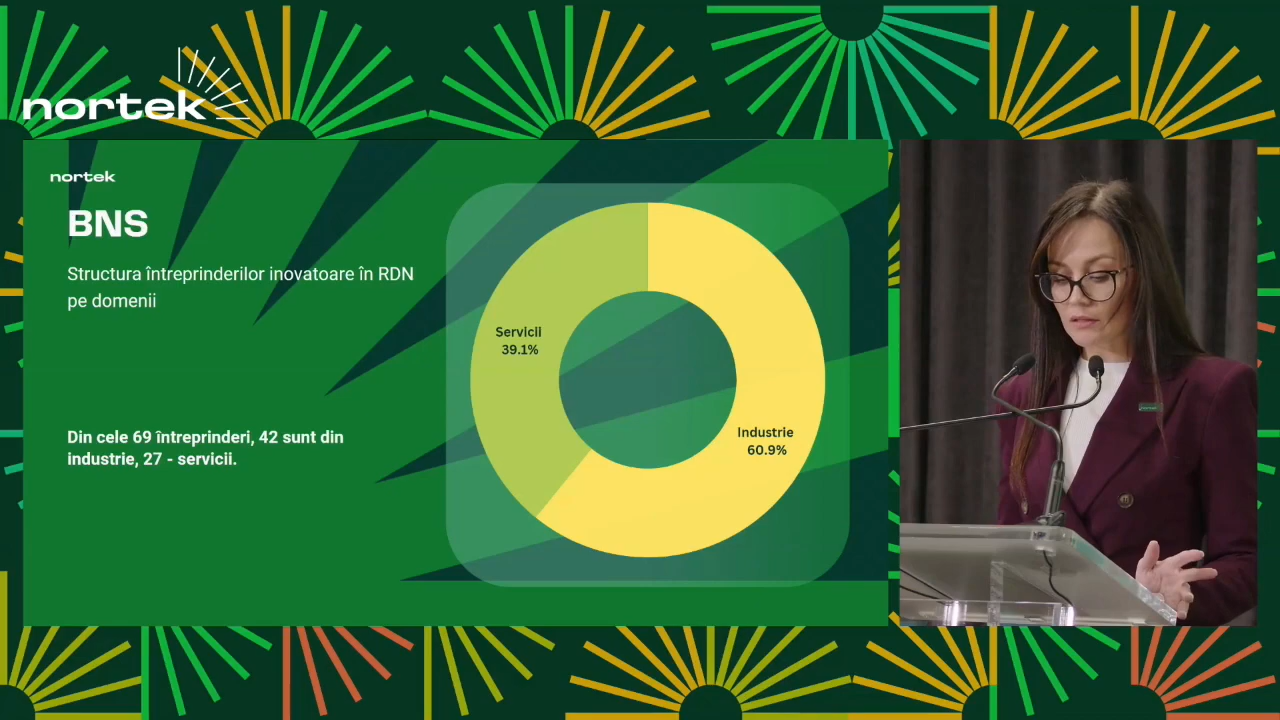 nortek
nortek
BNS
Structura întreprinderilor inovatoare în RDN
pe domenii
Din cele 69 întreprinderi, 42 sunt din
industrie, 27 - servicii.
Servicii
39.1%
Industrie
60.9%